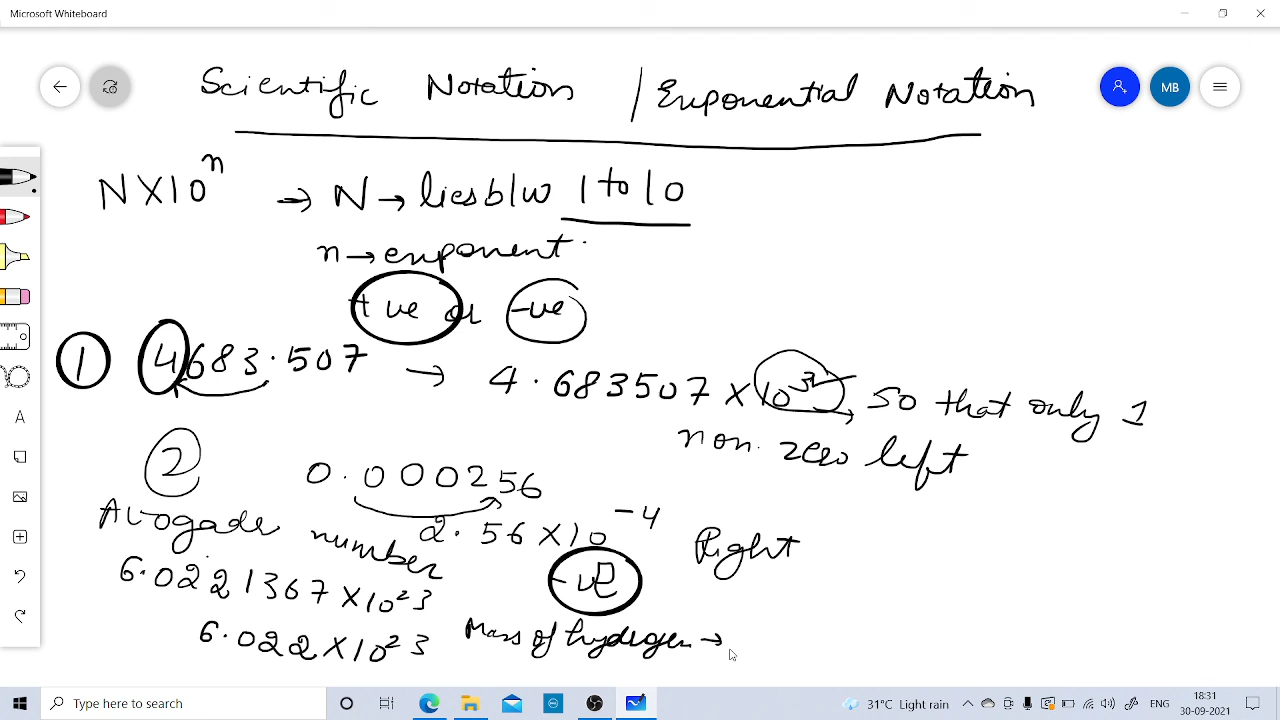 Microsoft Whiteboard
Scientific Notation / Exponential Notation
MB
N X 10^n → N → lies b/w 1 to 10
n → exponent
+ve or -ve
1 4683.507 → 4.683507 × 10^3 so that only 1
non. zero left
2 0.000256
2.56 × 10^-4 Right
-ve
Avogade number
6.0221367 × 10^23
6.022 × 10^23
Mass of hydrogen →
A
Type here to search
31°C Light rain
ENG
18:31
30-09-2021